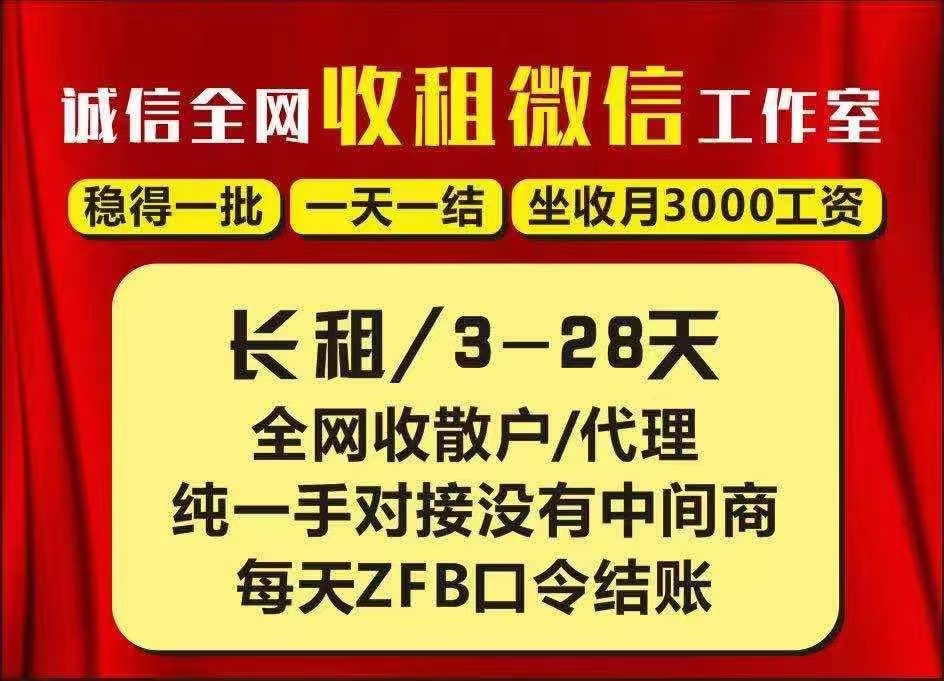 诚信全网收租微信工作室
稳得一批 一天一结 坐收月3000工资
长租/3-28天
全网收散户/代理
纯一手对接没有中间商
每天ZFB口令结账